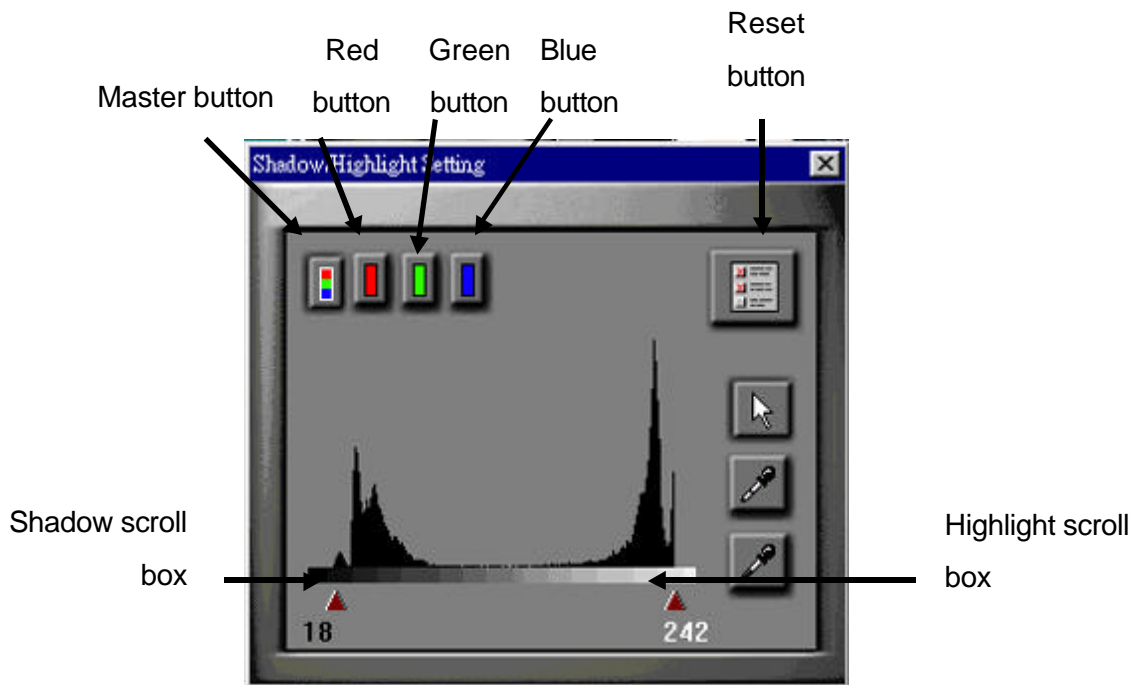 Reset
button
Red
button
Green
button
Blue
button
Master button
Shadow/Highlight Setting
Shadow scroll
box
Highlight scroll
box
18
242